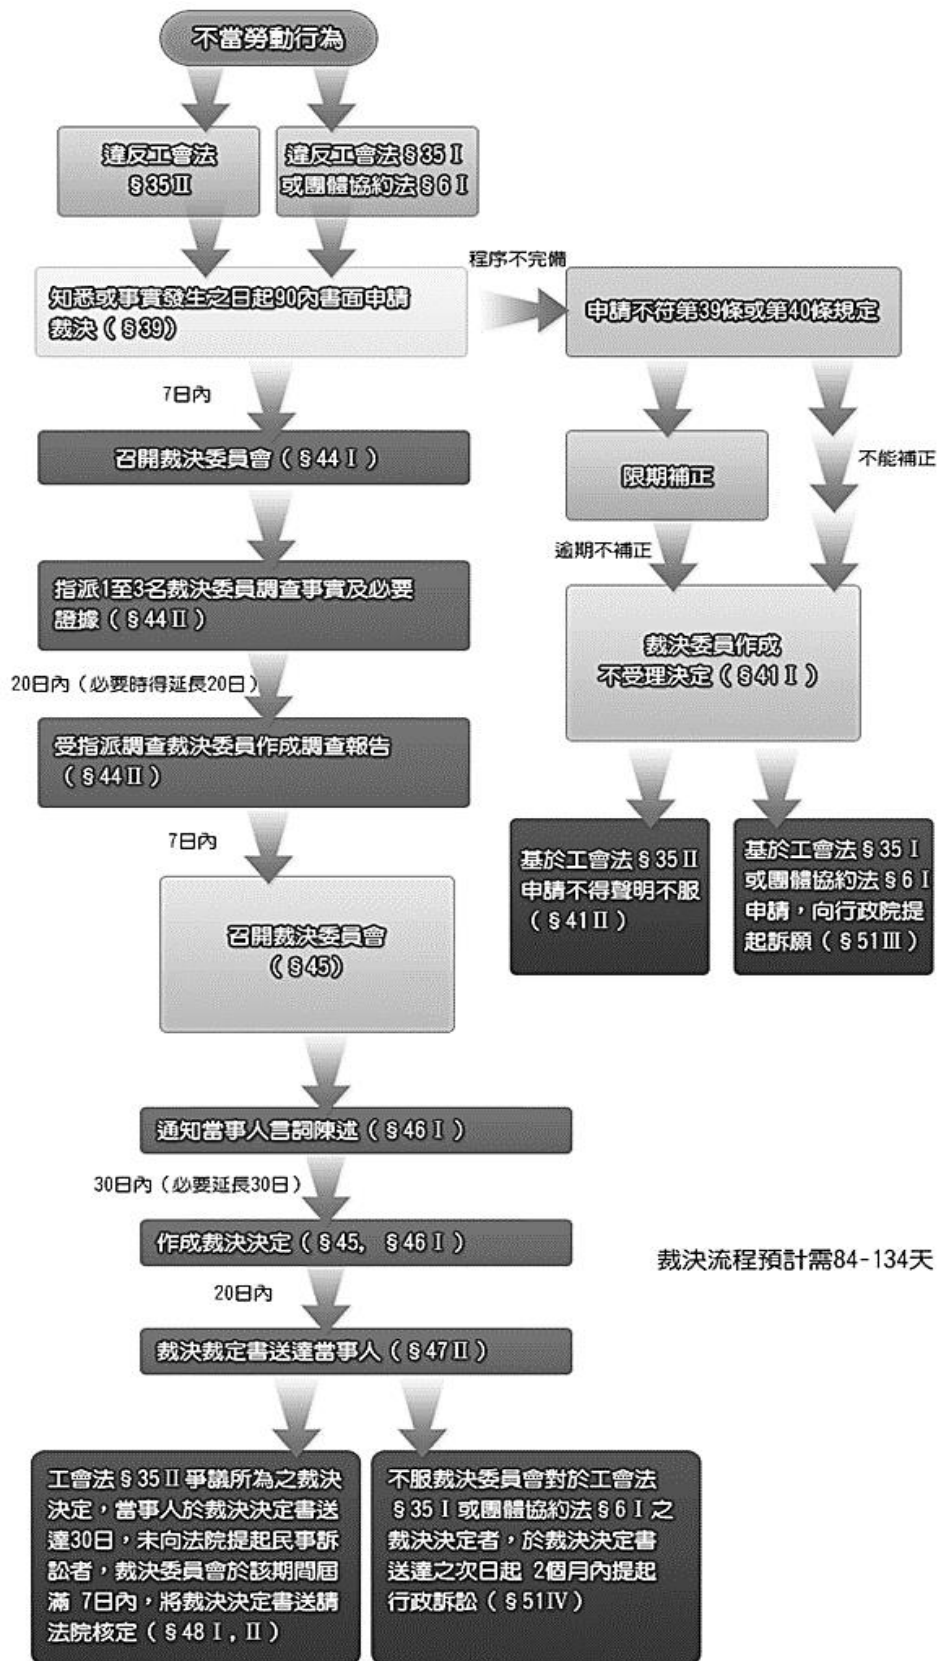 不當勞動行為
違反工會法
§35Ⅱ
違反工會法§35Ⅰ
或團體協約法§6Ⅰ
知悉或事實發生之日起90內書面申請
裁決（§39）
程序不完備
申請不符第39條或第40條規定
7日內
召開裁決委員會（§44Ⅰ）
限期補正
不能補正
逾期不補正
指派1至3名裁決委員調查事實及必要
證據（§44Ⅱ）
裁決委員作成
不受理決定（§41Ⅰ）
20日內（必要時得延長20日）
受指派調查裁決委員作成調查報告
（§44Ⅱ）
基於工會法§35Ⅱ
申請不得聲明不服
（§41Ⅱ）
基於工會法§35Ⅰ
或團體協約法§6Ⅰ
申請，向行政院提
起訴願（§51Ⅲ）
7日內
召開裁決委員會
（§45）
通知當事人言詞陳述（§46Ⅰ）
30日內（必要延長30日）
作成裁決決定（§45, §46Ⅰ）
裁決流程預計需84-134天
20日內
裁決裁定書送達當事人（§47Ⅱ）
工會法§35Ⅱ爭議所為之裁決
決定，當事人於裁決決定書送
達30日，未向法院提起民事訴
訟者，裁決委員會於該期間屆
滿 7日內，將裁決決定書送請
法院核定（§48Ⅰ,Ⅱ）
不服裁決委員會對於工會法
§35Ⅰ或團體協約法§6Ⅰ之
裁決決定者，於裁決決定書
送達之次日起 2個月內提起
行政訴訟（§51Ⅳ）